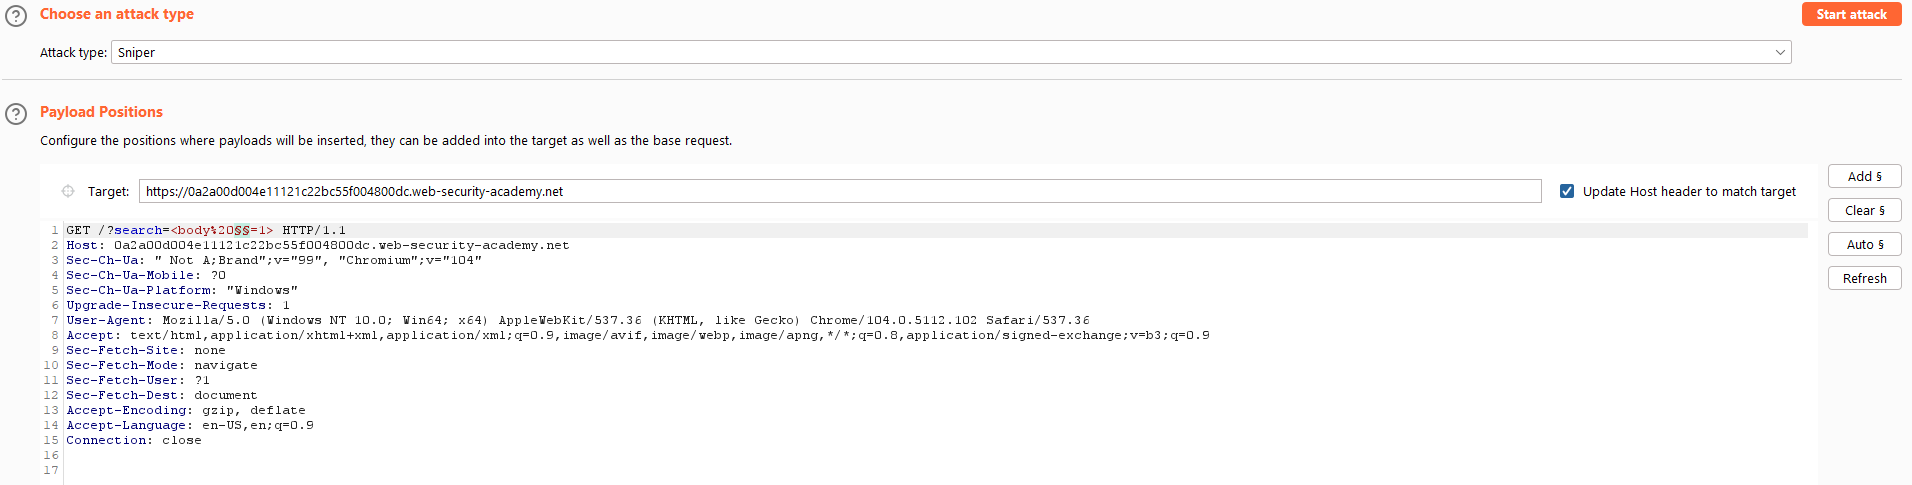 Choose an attack type
Start attack
Attack type: Sniper
Payload Positions
Configure the positions where payloads will be inserted, they can be added into the target as well as the base request.
Target: https://0a2a00d004e11121c22bc55f004800dc.web-security-academy.net
Update Host header to match target
Add §
Clear §
Auto §
Refresh
1 GET /?search=<body%20§§=1> HTTP/1.1
2 Host: 0a2a00d004e11121c22bc55f004800dc.web-security-academy.net
3 Sec-Ch-Ua: " Not A;Brand";v="99", "Chromium";v="104"
4 Sec-Ch-Ua-Mobile: ?0
5 Sec-Ch-Ua-Platform: "Windows"
6 Upgrade-Insecure-Requests: 1
7 User-Agent: Mozilla/5.0 (Windows NT 10.0; Win64; x64) AppleWebKit/537.36 (KHTML, like Gecko) Chrome/104.0.5112.102 Safari/537.36
8 Accept: text/html,application/xhtml+xml,application/xml;q=0.9,image/avif,image/webp,image/apng,*/*;q=0.8,application/signed-exchange;v=b3;q=0.9
9 Sec-Fetch-Site: none
10 Sec-Fetch-Mode: navigate
11 Sec-Fetch-User: ?1
12 Sec-Fetch-Dest: document
13 Accept-Encoding: gzip, deflate
14 Accept-Language: en-US,en;q=0.9
15 Connection: close
16
17